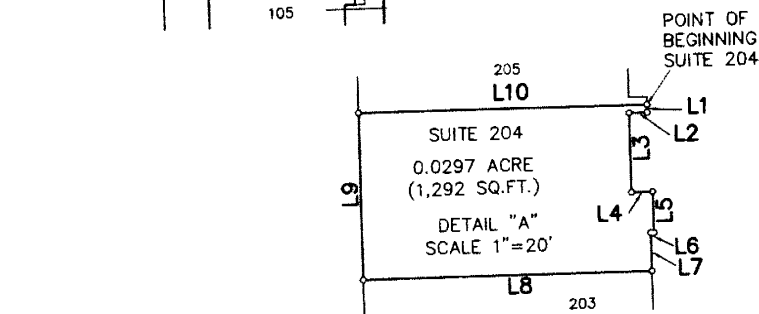 105
POINT OF
BEGINNING
SUITE 204
205
L10
L1
L2
SUITE 204
L3
0.0297 ACRE
(1,292 SQ.FT.)
L9
L4
L5
DETAIL "A"
SCALE 1"=20'
L6
L7
L8
203